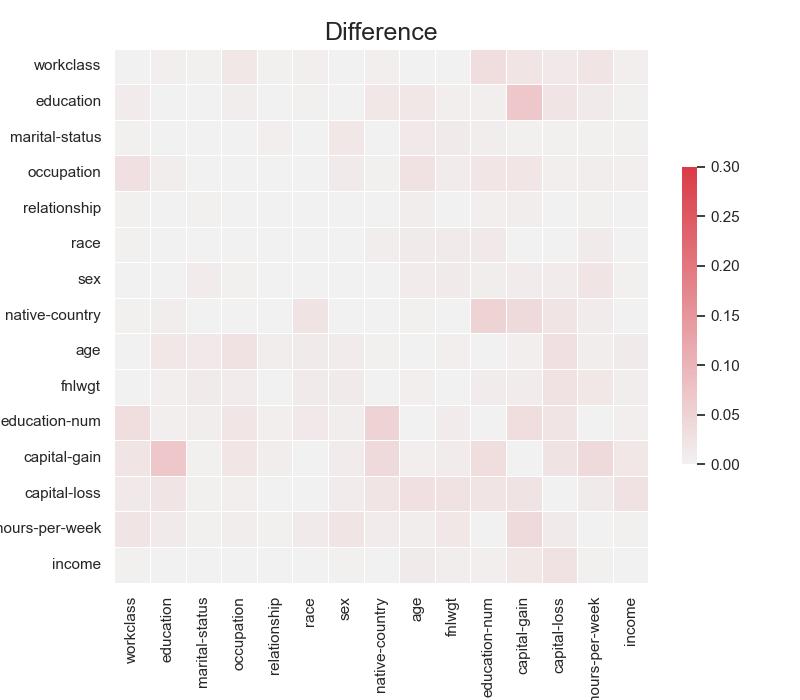 Difference
workclass
education
marital-status
occupation
relationship
race
sex
native-country
age
fnlwgt
education-num
capital-gain
capital-loss
hours-per-week
income
0.30
0.25
0.20
0.15
0.10
0.05
0.00
workclass
education
marital-status
occupation
relationship
race
sex
native-country
age
fnlwgt
education-num
capital-gain
capital-loss
hours-per-week
income